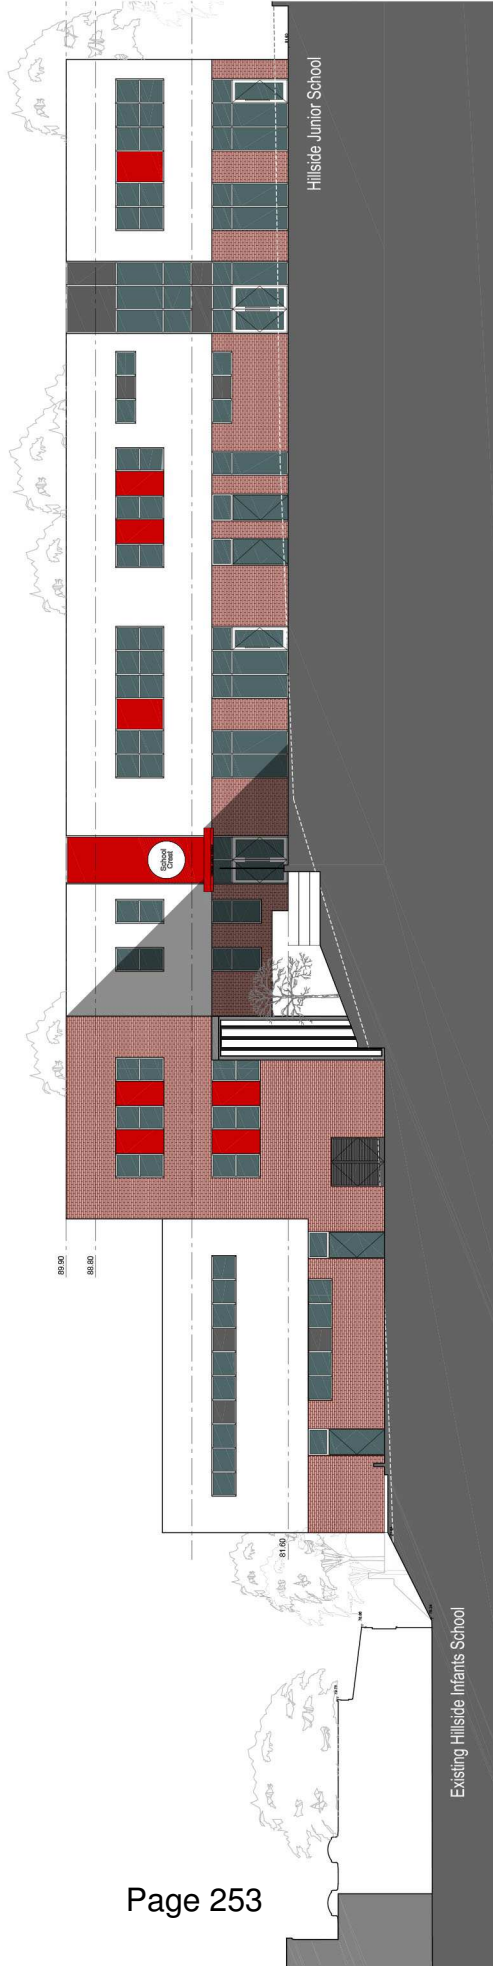 Hillside Junior School
School
Crest
89.90
88.80
81.60
Existing Hillside Infants School
Page 253